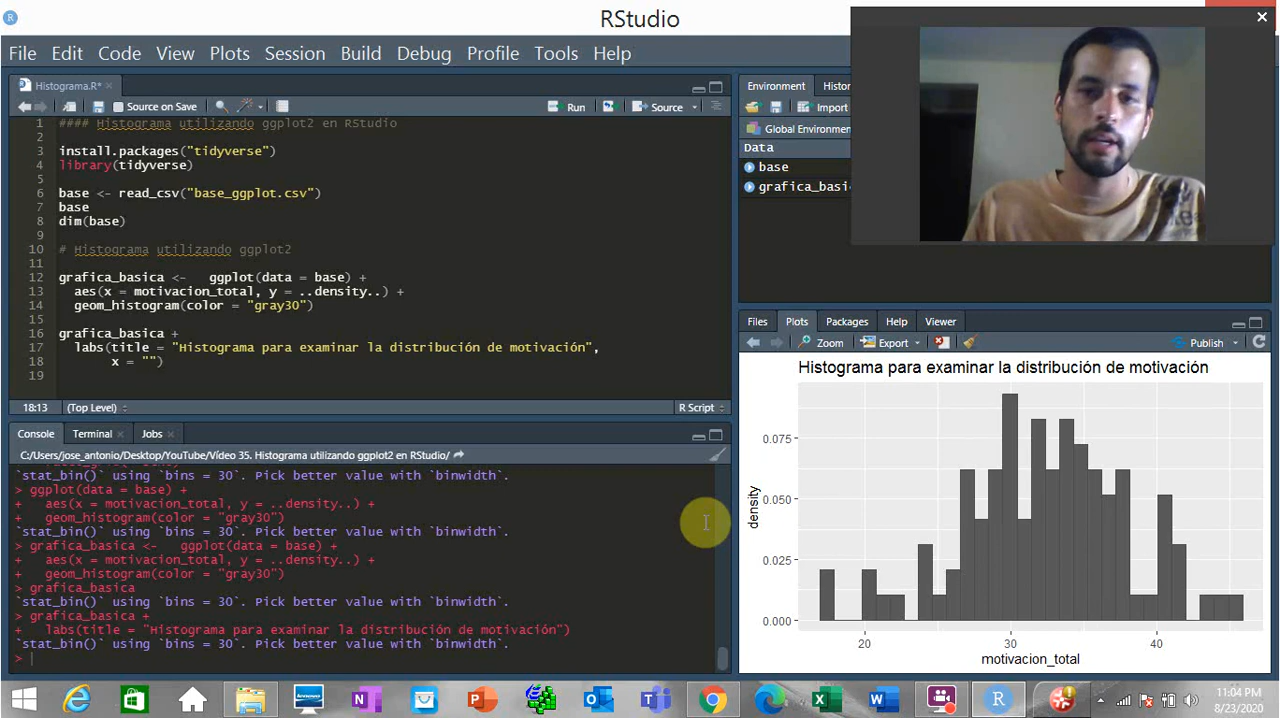 RStudio
File Edit Code View Plots Session Build Debug Profile Tools Help
Histograma.R*
Source on Save Run Source
1 #### Histograma utilizando ggplot2 en RStudio
2
3 install.packages("tidyverse")
4 library(tidyverse)
5
6 base <- read_csv("base_ggplot.csv")
7 base
8 dim(base)
9
10 # Histograma utilizando ggplot2
11
12 grafica_basica <-   ggplot(data = base) +
13   aes(x = motivacion_total, y = ..density..) +
14   geom_histogram(color = "gray30")
15
16 grafica_basica +
17   labs(title = "Histograma para examinar la distribución de motivación",
18        x = "")
19
18:13 (Top Level) R Script
Console Terminal Jobs
C:/Users/jose_antonio/Desktop/YouTube/Vídeo 35. Histograma utilizando ggplot2 en RStudio/
`stat_bin()` using `bins = 30`. Pick better value with `binwidth`.
> ggplot(data = base) +
+   aes(x = motivacion_total, y = ..density..) +
+   geom_histogram(color = "gray30")
`stat_bin()` using `bins = 30`. Pick better value with `binwidth`.
> grafica_basica <-   ggplot(data = base) +
+   aes(x = motivacion_total, y = ..density..) +
+   geom_histogram(color = "gray30")
> grafica_basica
`stat_bin()` using `bins = 30`. Pick better value with `binwidth`.
> grafica_basica +
+   labs(title = "Histograma para examinar la distribución de motivación")
`stat_bin()` using `bins = 30`. Pick better value with `binwidth`.
>
Environment Histor
Import
Global Environmen
Data
base
grafica_basi
Files Plots Packages Help Viewer
Zoom Export Publish
Histograma para examinar la distribución de motivación
0.075
0.050
0.025
0.000
density
20 30 40
motivacion_total
11:04 PM
8/23/2020